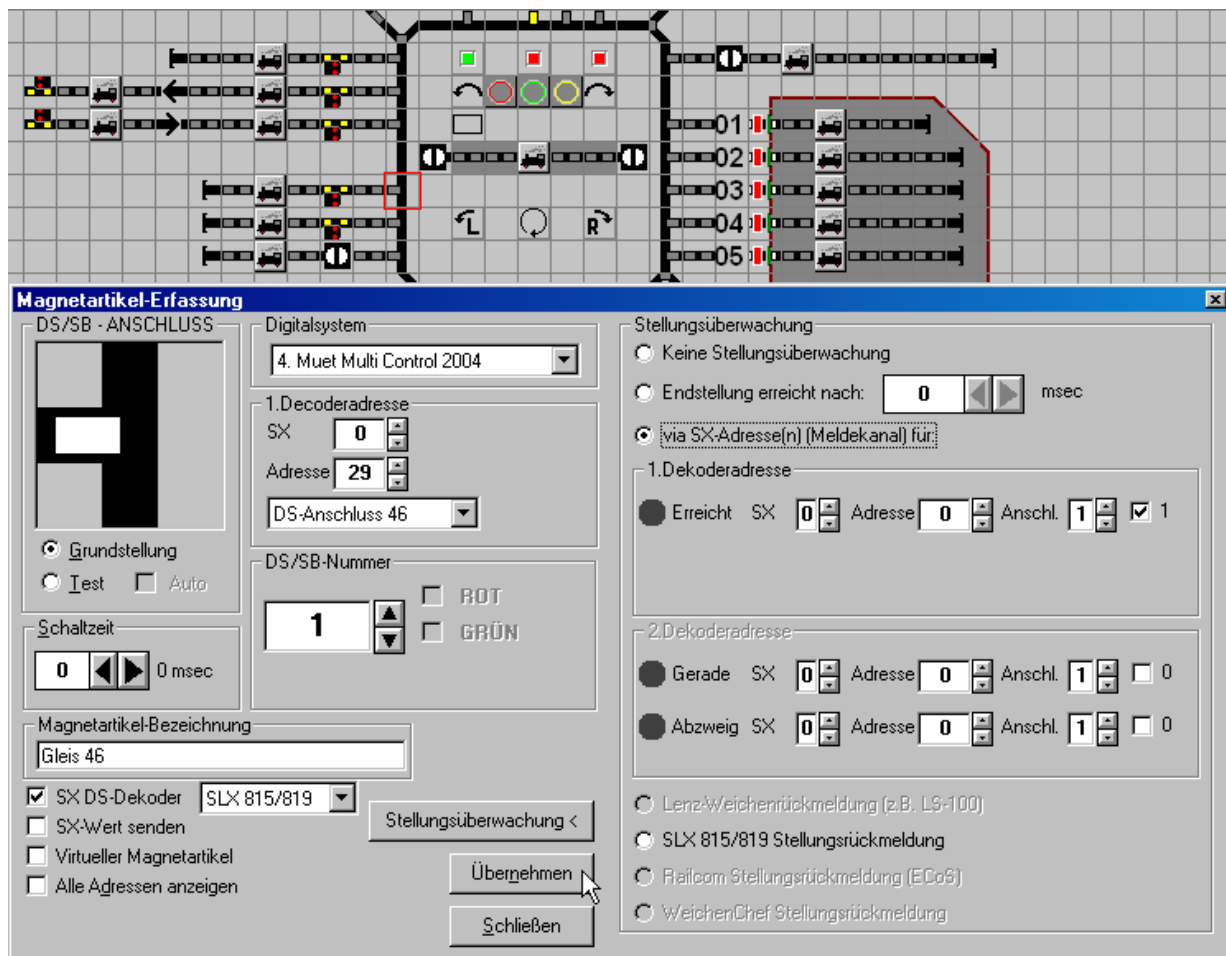 01
02
03
L
R
04
05
Magnetartikel-Erfassung
DS/SB - ANSCHLUSS
Grundstellung
Test
Auto
Schaltzeit
0
0 msec
Digitalsystem
4. Muet Multi Control 2004
1.Decoderadresse
SX 0
Adresse 29
DS-Anschluss 46
DS/SB-Nummer
1
ROT
GRÜN
Magnetartikel-Bezeichnung
Gleis 46
SX DS-Dekoder SLX 815/819
SX-Wert senden
Virtueller Magnetartikel
Alle Adressen anzeigen
Stellungsüberwachung <
Übernehmen
Schließen
Stellungsüberwachung
Keine Stellungsüberwachung
Endstellung erreicht nach: 0 msec
via SX-Adresse(n) (Meldekanal) für:
1.Dekoderadresse
Erreicht SX 0 Adresse 0 Anschl. 1 1
2.Dekoderadresse
Gerade SX 0 Adresse 0 Anschl. 1 0
Abzweig SX 0 Adresse 0 Anschl. 1 0
Lenz-Weichenrückmeldung (z.B. LS-100)
SLX 815/819 Stellungsrückmeldung
Railcom Stellungsrückmeldung (ECoS)
WeichenChef Stellungsrückmeldung